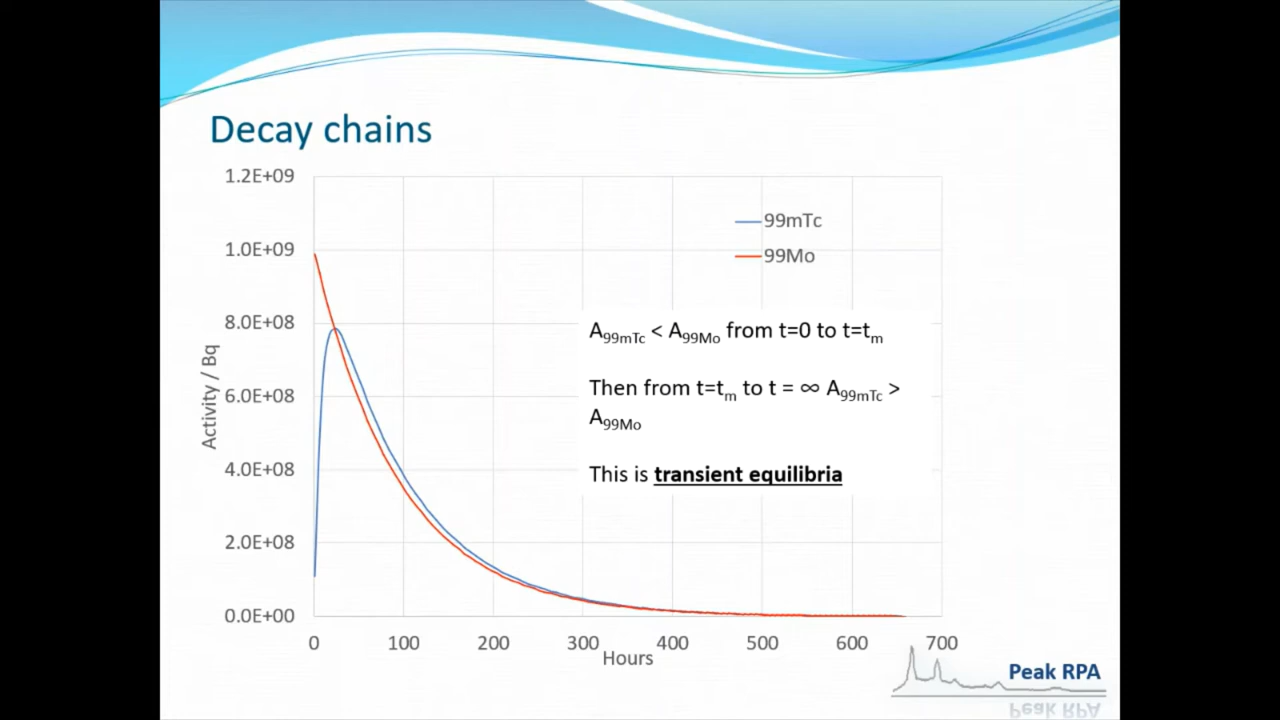 Decay chains
1.2E+09
1.0E+09
8.0E+08
6.0E+08
4.0E+08
2.0E+08
0.0E+00
Activity / Bq
0 100 200 300 400 500 600 700
Hours
99mTc
99Mo
A99mTc < A99Mo from t=0 to t=tm
Then from t=tm to t = ∞ A99mTc >
A99Mo
This is transient equilibria
Peak RPA